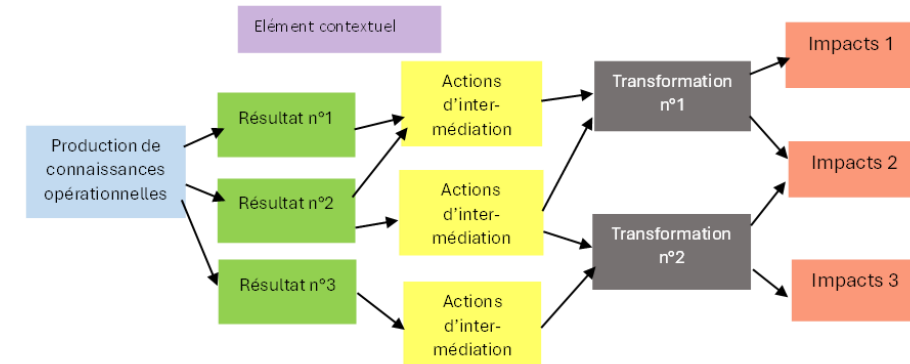 Elément contextuel
Production de
connaissances
opérationnelles
Résultat n°1
Résultat n°2
Résultat n°3
Actions
d’inter-
médiation
Actions
d’inter-
médiation
Actions
d’inter-
médiation
Transformation
n°1
Transformation
n°2
Impacts 1
Impacts 2
Impacts 3